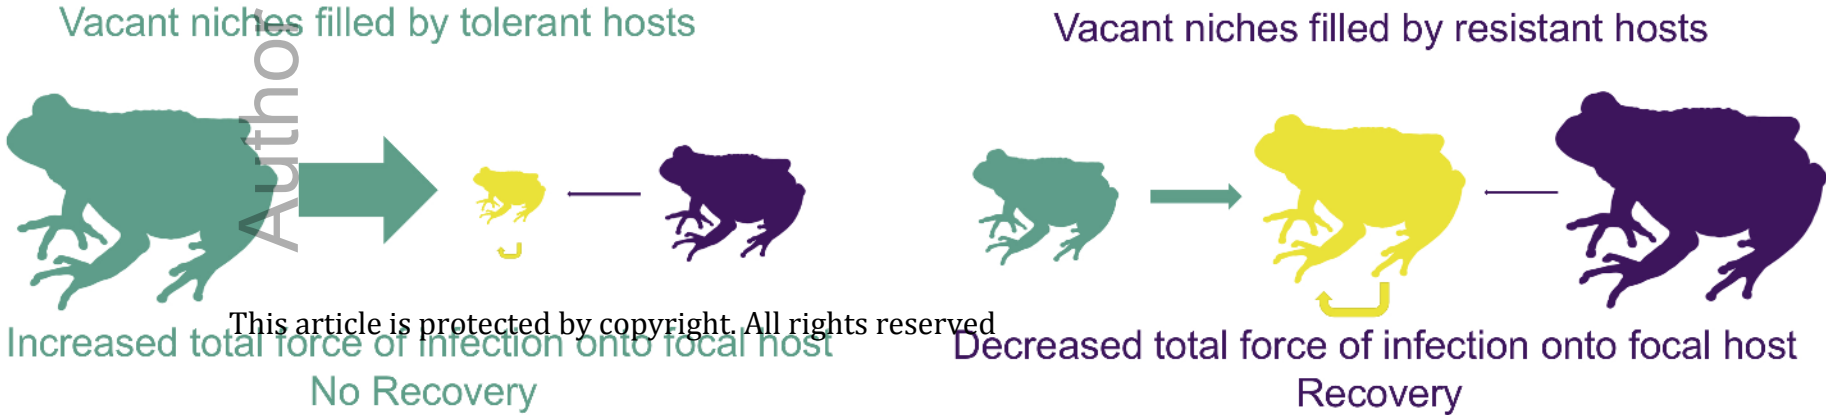 Vacant niches filled by tolerant hosts
Vacant niches filled by resistant hosts
Author
This article is protected by copyright. All rights reserved
Increased total force of infection onto focal host
No Recovery
Decreased total force of infection onto focal host
Recovery